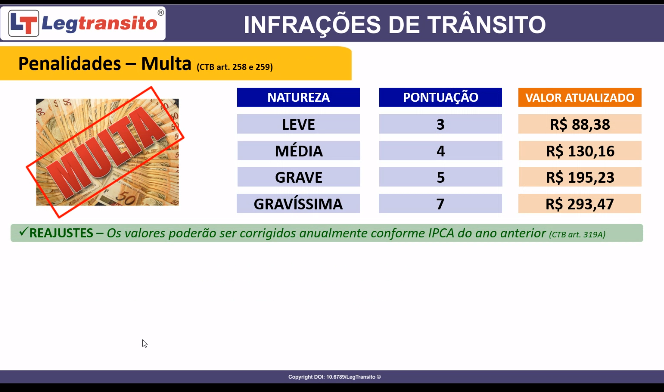 LT Legtransito®
INFRAÇÕES DE TRÂNSITO
Penalidades – Multa (CTB art. 258 e 259)
MULTA
NATUREZA PONTUAÇÃO VALOR ATUALIZADO
LEVE 3 R$ 88,38
MÉDIA 4 R$ 130,16
GRAVE 5 R$ 195,23
GRAVÍSSIMA 7 R$ 293,47
✓REAJUSTES – Os valores poderão ser corrigidos anualmente conforme IPCA do ano anterior (CTB art. 319A)
Copyright DOI: 10.6789/LegTransito ©